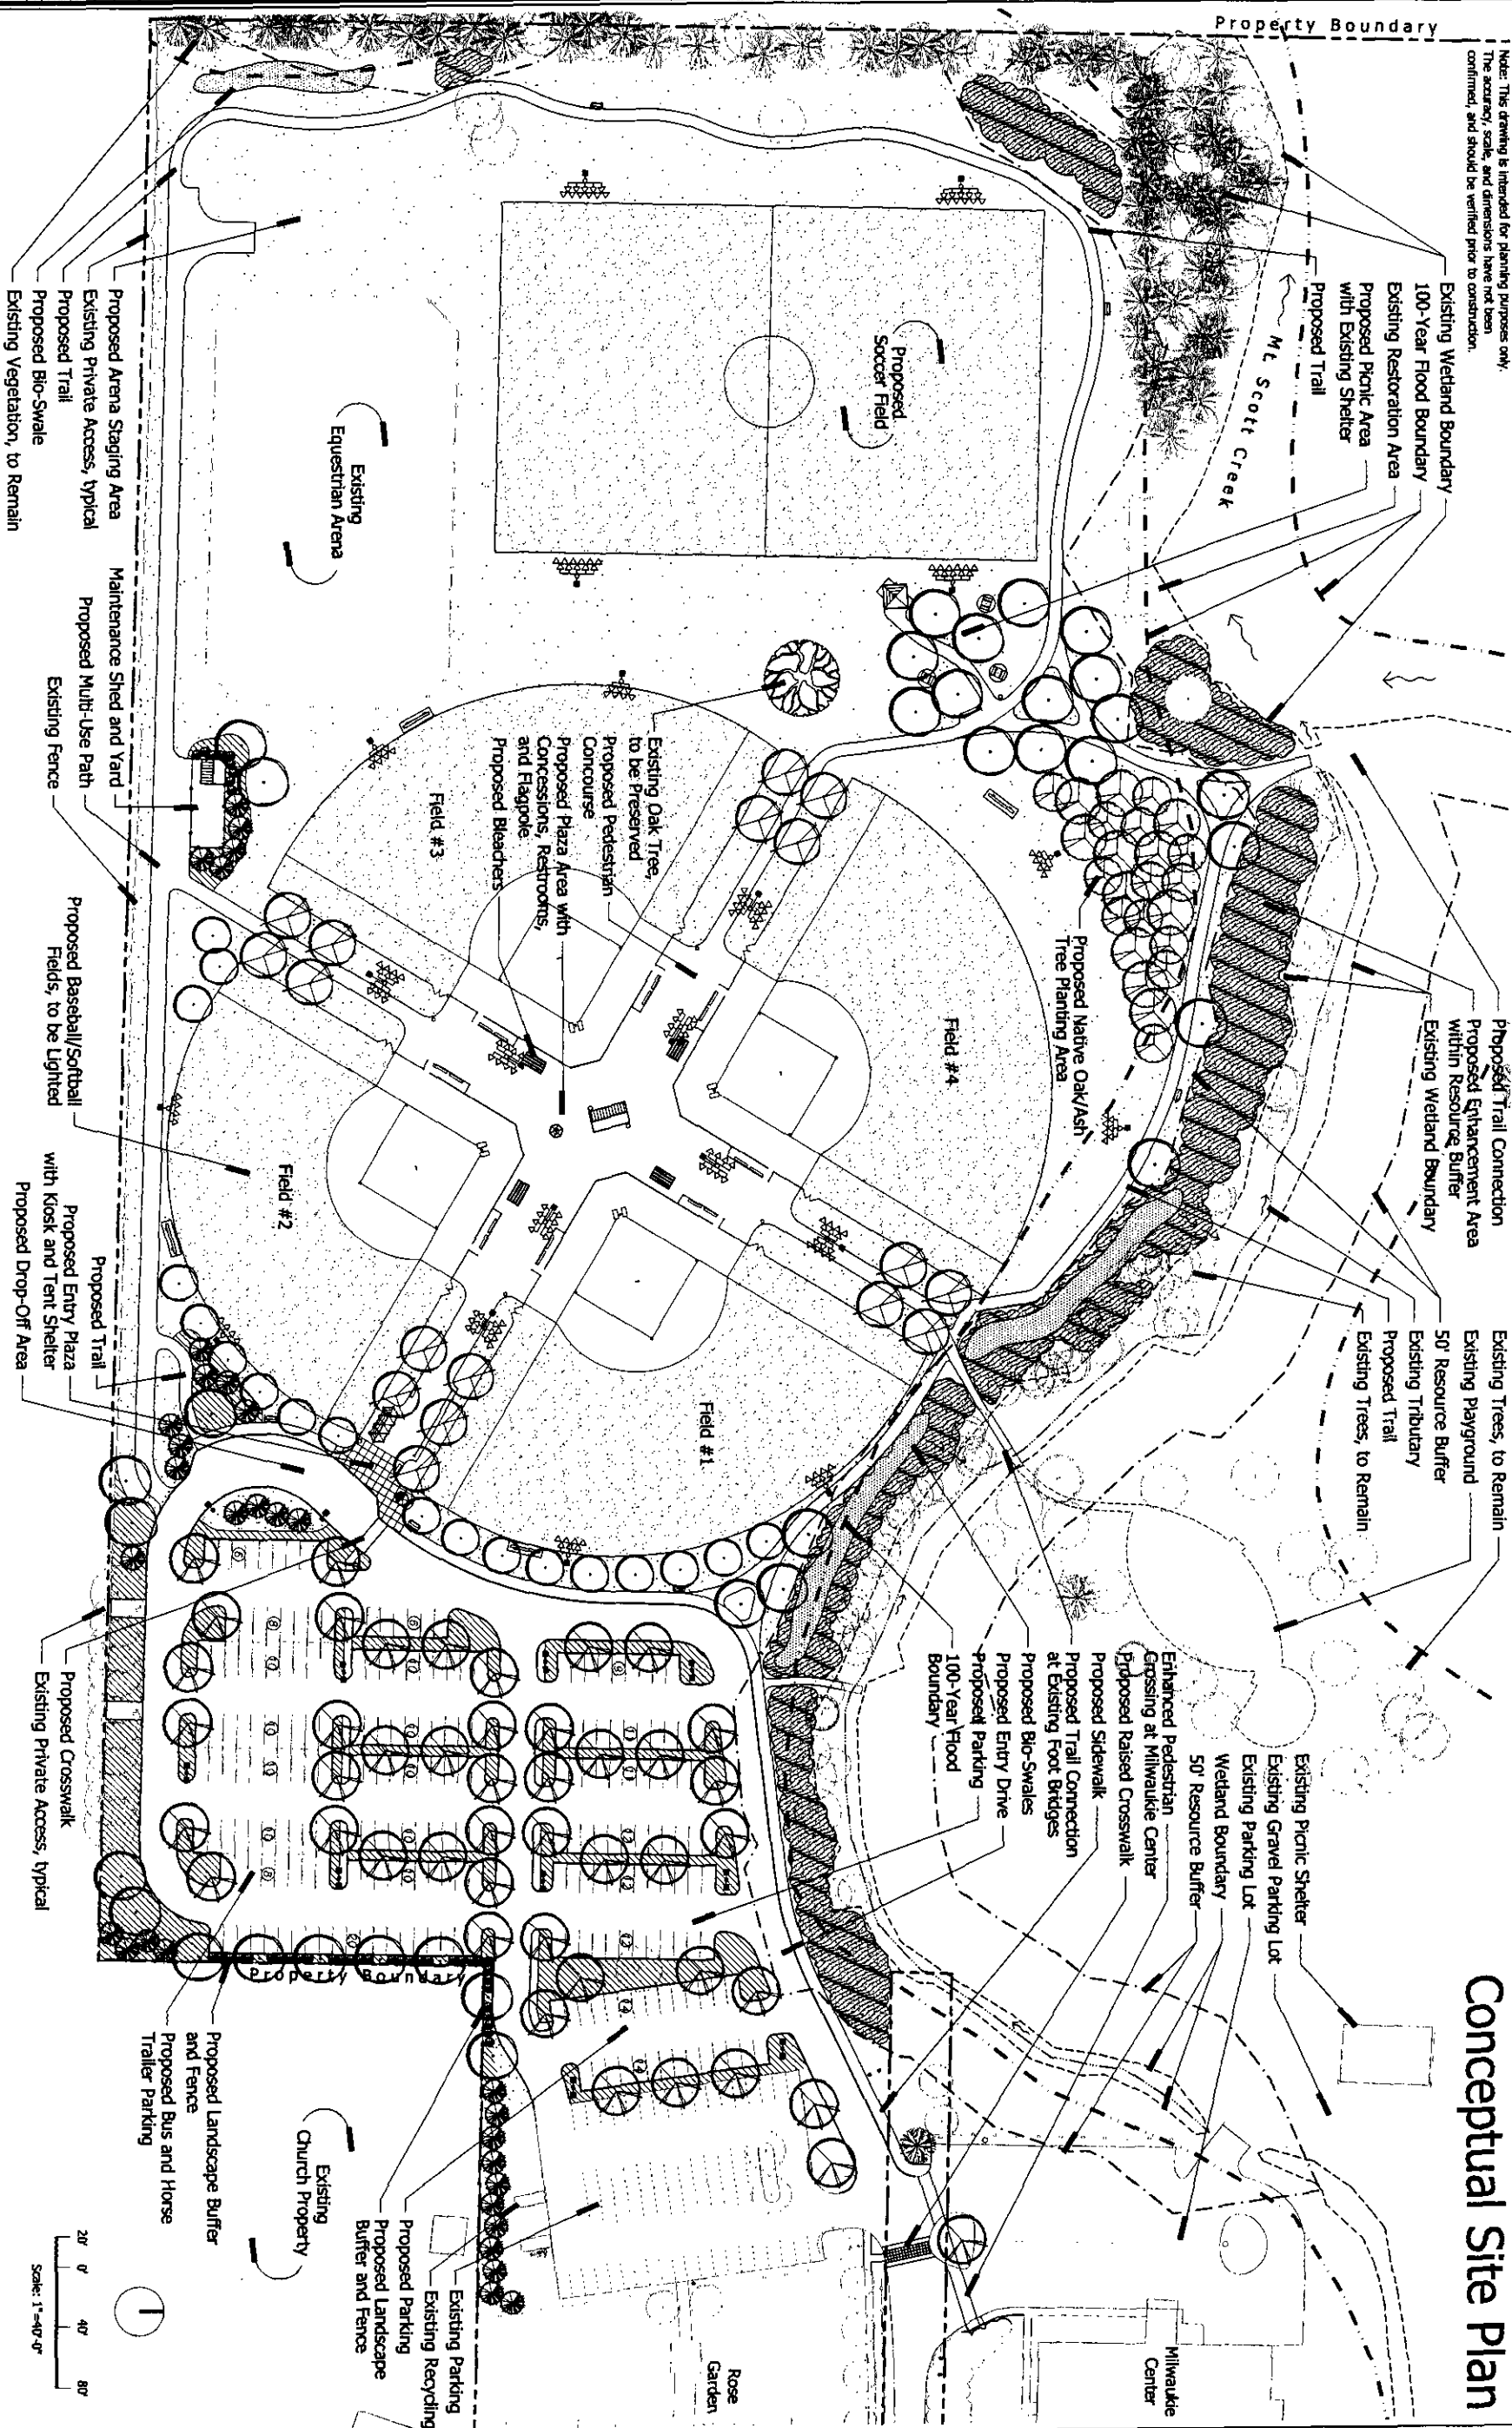 Conceptual Site Plan
Note: This drawing is intended for planning purposes only.
The accuracy, scale, and dimensions have not been
confirmed, and should be verified prior to construction.
Property Boundary
Existing Wetland Boundary
100-Year Flood Boundary
Existing Restoration Area
Proposed Picnic Area
with Existing Shelter
Proposed Trail
Mt. Scott Creek
Proposed Trail Connection
Proposed Enhancement Area
within Resource Buffer
Existing Wetland Boundary
Existing Trees, to Remain
Existing Playground
50' Resource Buffer
Existing Tributary
Proposed Trail
Existing Trees, to Remain
Existing Picnic Shelter
Existing Gravel Parking Lot
Existing Parking Lot
Wetland Boundary
50' Resource Buffer
Enhanced Pedestrian
Crossing at Milwaukie Center
Proposed Raised Crosswalk
Proposed Sidewalk
Proposed Trail Connection
at Existing Foot Bridges
Proposed Bio-Swales
Proposed Entry Drive
Proposed Parking
100-Year Flood
Boundary
Milwaukie
Center
Rose
Garden
Proposed
Soccer Field
Proposed Native Oak/Ash
Tree Planting Area
Field #4
Existing Oak Tree,
to be Preserved
Proposed Pedestrian
Concourse
Proposed Plaza Area with
Concessions, Restrooms,
and Flagpole
Proposed Bleachers
Field #3
Field #1
Field #2
Existing
Equestrian Arena
Proposed Arena Staging Area
Existing Private Access, typical
Proposed Trail
Proposed Bio-Swale
Existing Vegetation, to Remain
Maintenance Shed and Yard
Proposed Multi-Use Path
Existing Fence
Proposed Baseball/Softball
Fields, to be Lighted
Proposed Trail
Proposed Entry Plaza
with Kiosk and Tent Shelter
Proposed Drop-Off Area
Proposed Crosswalk
Existing Private Access, typical
Property Boundary
Proposed Landscape Buffer
and Fence
Proposed Bus and Horse
Trailer Parking
Existing
Church Property
Existing Parking
Existing Recycling
Proposed Parking
Proposed Landscape
Buffer and Fence
20' 0' 40' 80'
Scale: 1"=40'-0"